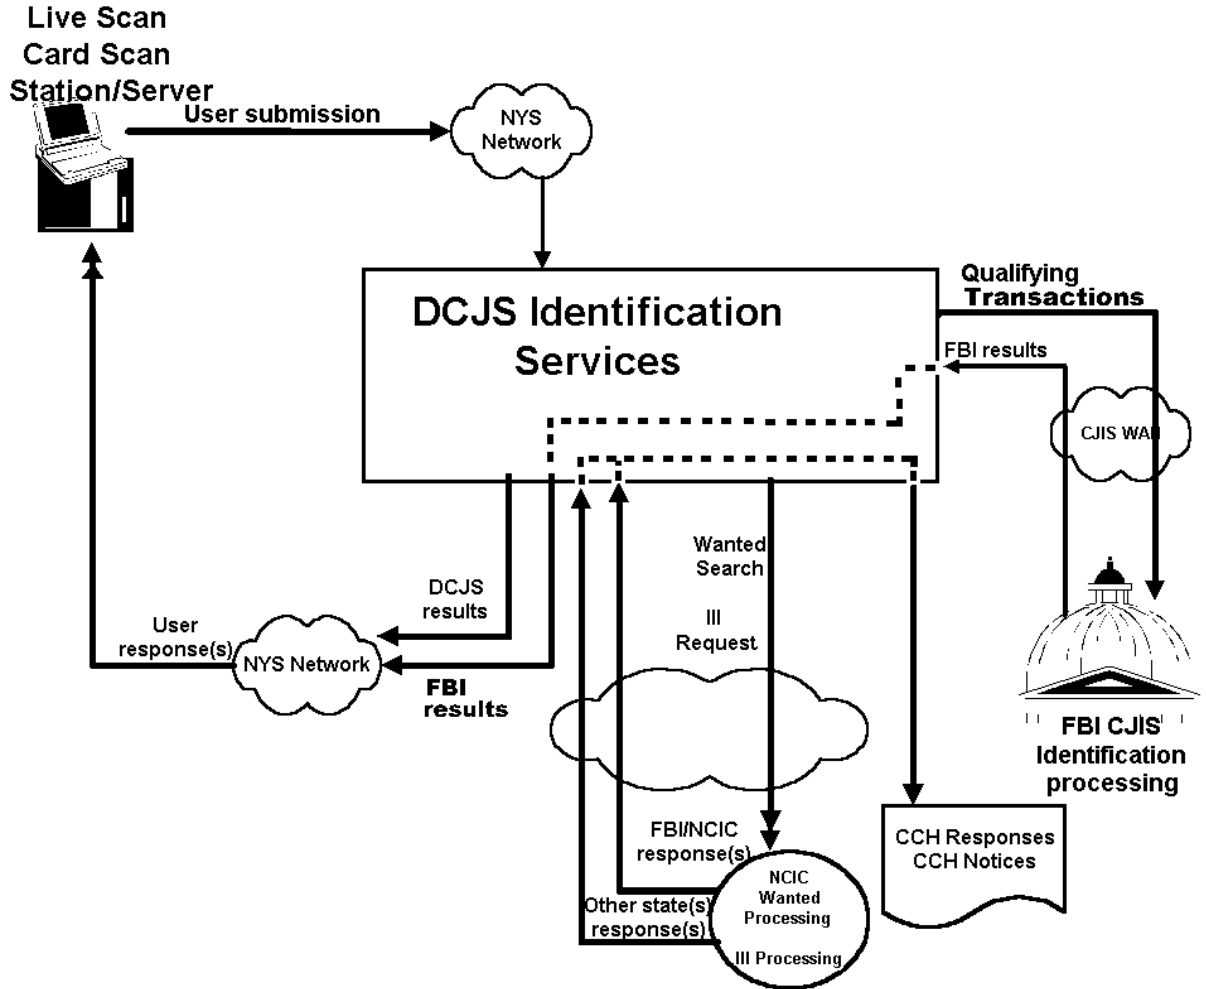 Live Scan
Card Scan
Station/Server
User submission
NYS
Network
DCJS Identification
Services
Qualifying
Transactions
FBI results
CJIS WAN
Wanted
Search
III
Request
DCJS
results
User
response(s)
NYS Network
FBI
results
FBI CJIS
Identification
processing
FBI/NCIC
response(s)
Other state(s)
response(s)
NCIC
Wanted
Processing
III Processing
CCH Responses
CCH Notices